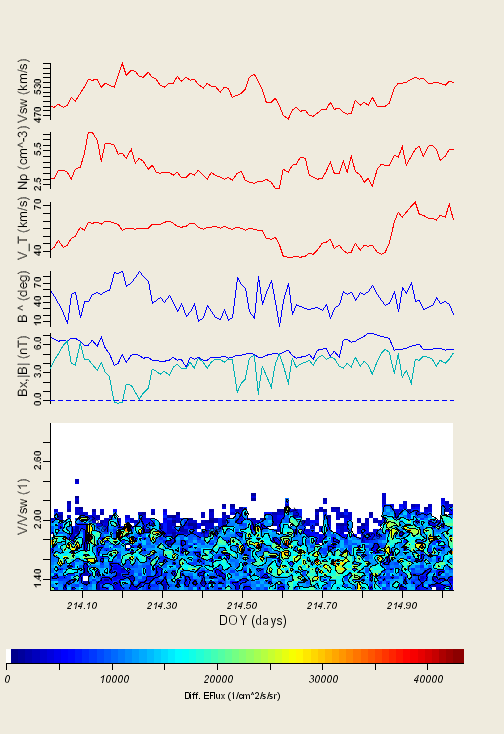 Vsw (km/s)
530
470
Np (cm^-3)
5.5
2.5
V_T (km/s)
70
40
B ^ (deg)
70
40
10
Bx,|B| (nT)
6.0
3.0
0.0
V/Vsw (1)
2.60
2.00
1.40
214.10 214.30 214.50 214.70 214.90
DOY (days)
0 10000 20000 30000 40000
Diff. EFlux (1/cm^2/s/sr)